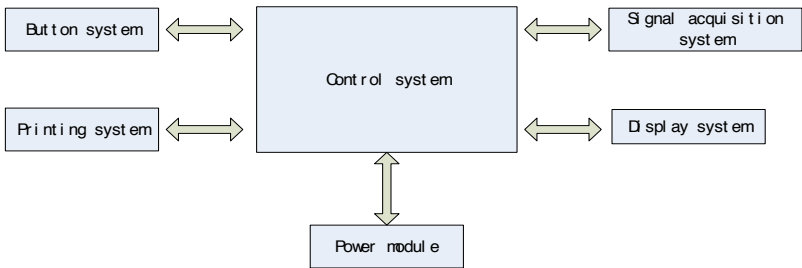 Button system
Signal acquisition
system
Control system
Printing system
Display system
Power module